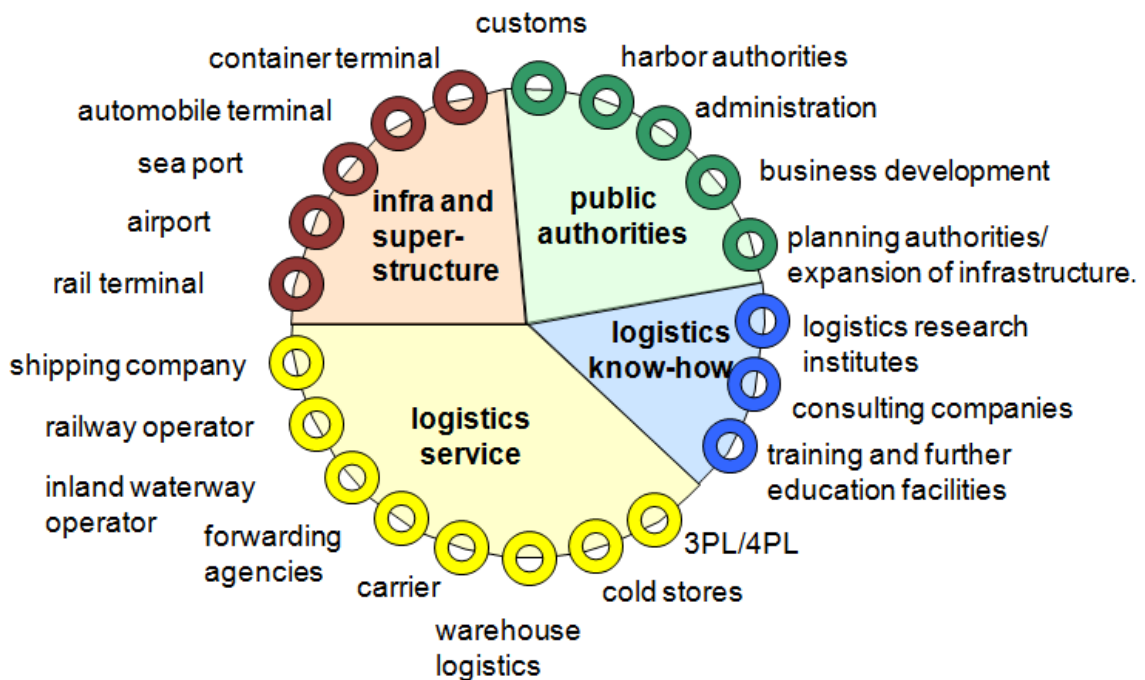 customs
container terminal
harbor authorities
automobile terminal
administration
sea port
business development
infra and
super-
structure
public
authorities
airport
planning authorities/
expansion of infrastructure.
rail terminal
logistics
know-how
logistics research
institutes
shipping company
consulting companies
logistics
service
railway operator
training and further
education facilities
inland waterway
operator
forwarding
agencies
3PL/4PL
carrier
cold stores
warehouse
logistics